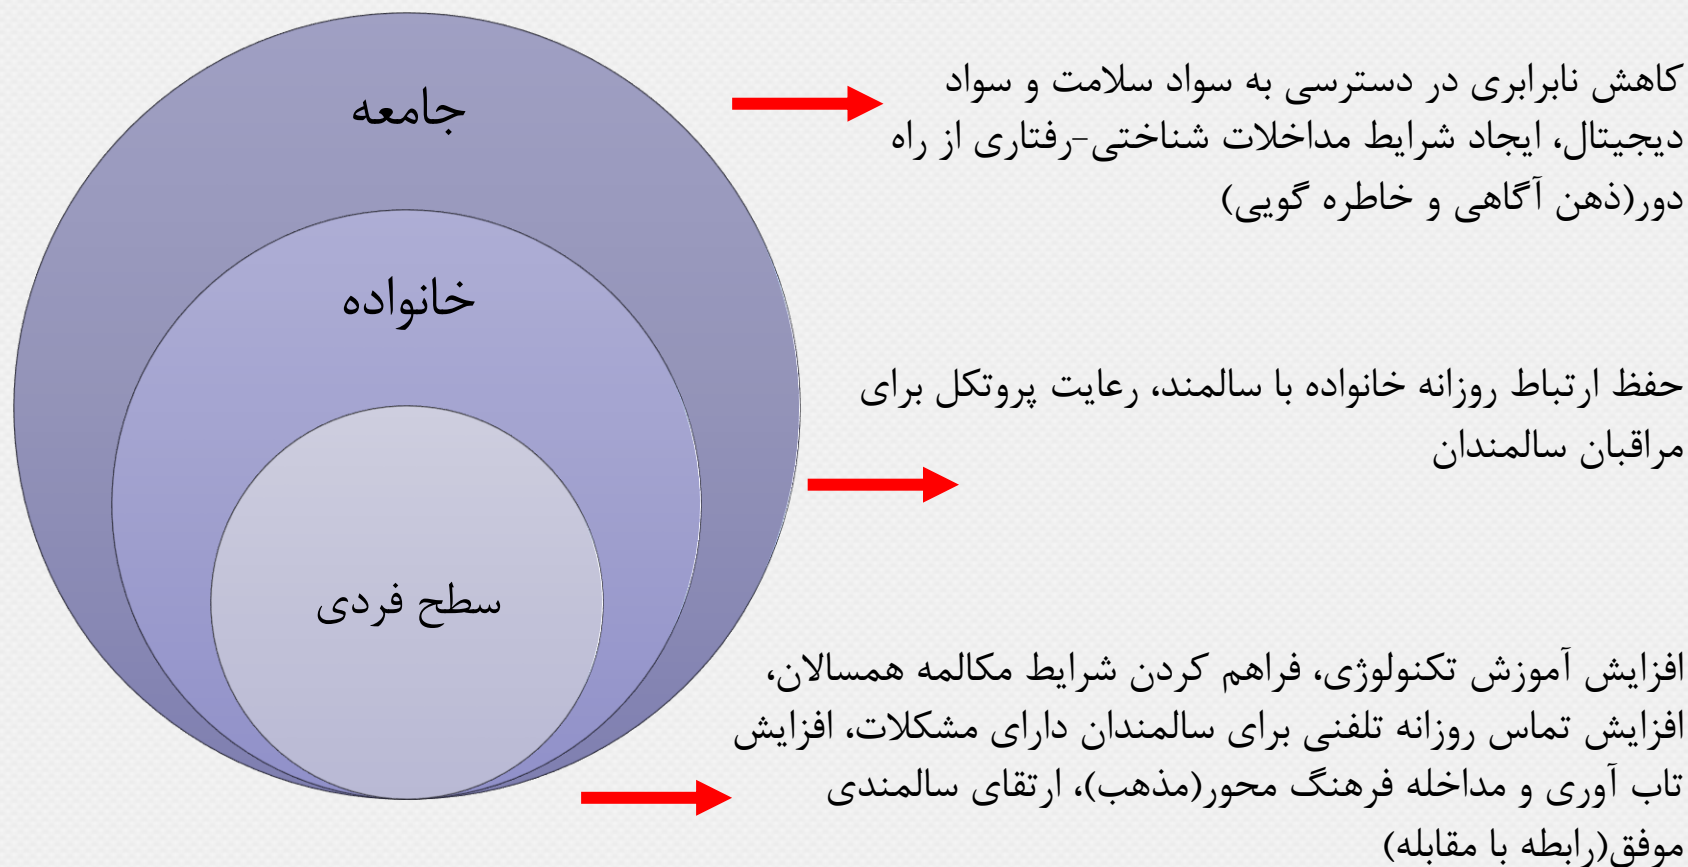 جامعه
کاهش نابرابری در دسترسی به سواد سلامت و سواد
دیجیتال، ایجاد شرایط مداخلات شناختی-رفتاری از راه
دور(ذهن آگاهی و خاطره گویی)
خانواده
حفظ ارتباط روزانه خانواده با سالمند، رعایت پروتکل برای
مراقبان سالمندان
سطح فردی
افزایش آموزش تکنولوژی، فراهم کردن شرایط مکالمه همسالان،
افزایش تماس روزانه تلفنی برای سالمندان دارای مشکلات، افزایش
تاب آوری و مداخله فرهنگ محور(مذهب)، ارتقای سالمندی
موفق(رابطه با مقابله)